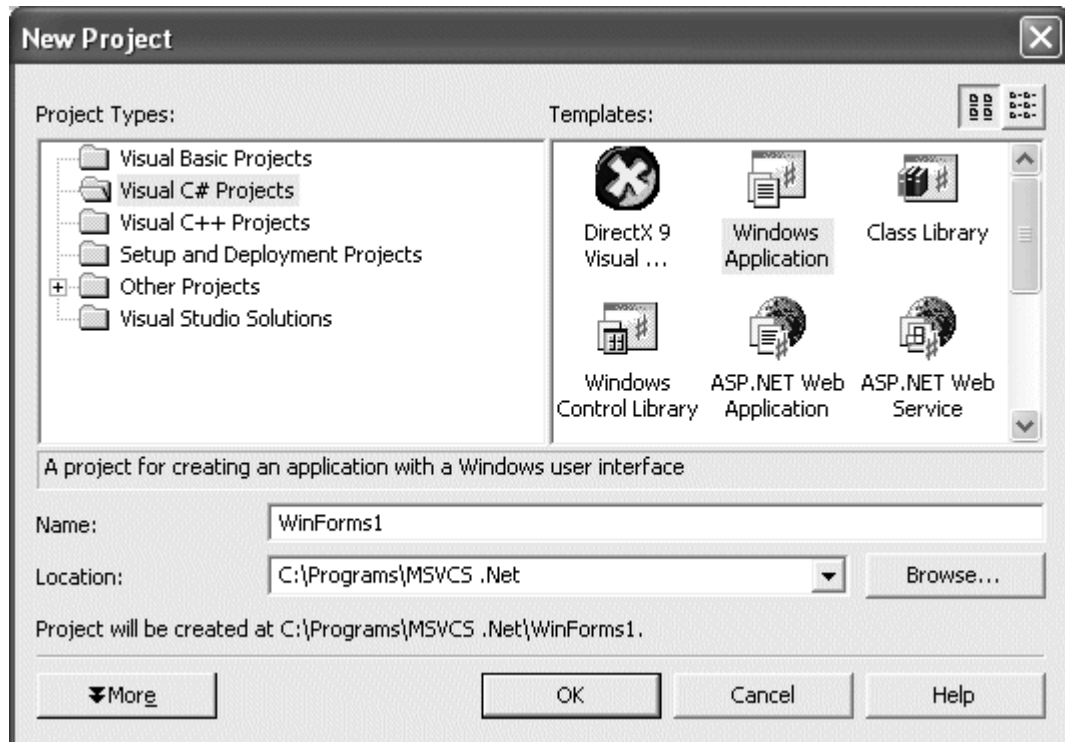 New Project
Project Types:
Templates:
Visual Basic Projects
Visual C# Projects
Visual C++ Projects
Setup and Deployment Projects
Other Projects
Visual Studio Solutions
DirectX 9
Visual ...
Windows
Application
Class Library
Windows
Control Library
ASP.NET Web
Application
ASP.NET Web
Service
A project for creating an application with a Windows user interface
Name:
WinForms1
Location:
C:\Programs\MSVCS .Net
Browse...
Project will be created at C:\Programs\MSVCS .Net\WinForms1.
More
OK
Cancel
Help